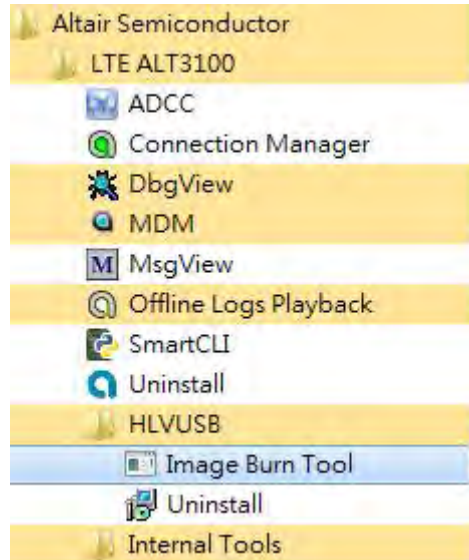 Altair Semiconductor
LTE ALT3100
ADCC
Connection Manager
DbgView
MDM
M MsgView
Offline Logs Playback
SmartCLI
Uninstall
HLVUSB
Image Burn Tool
Uninstall
Internal Tools